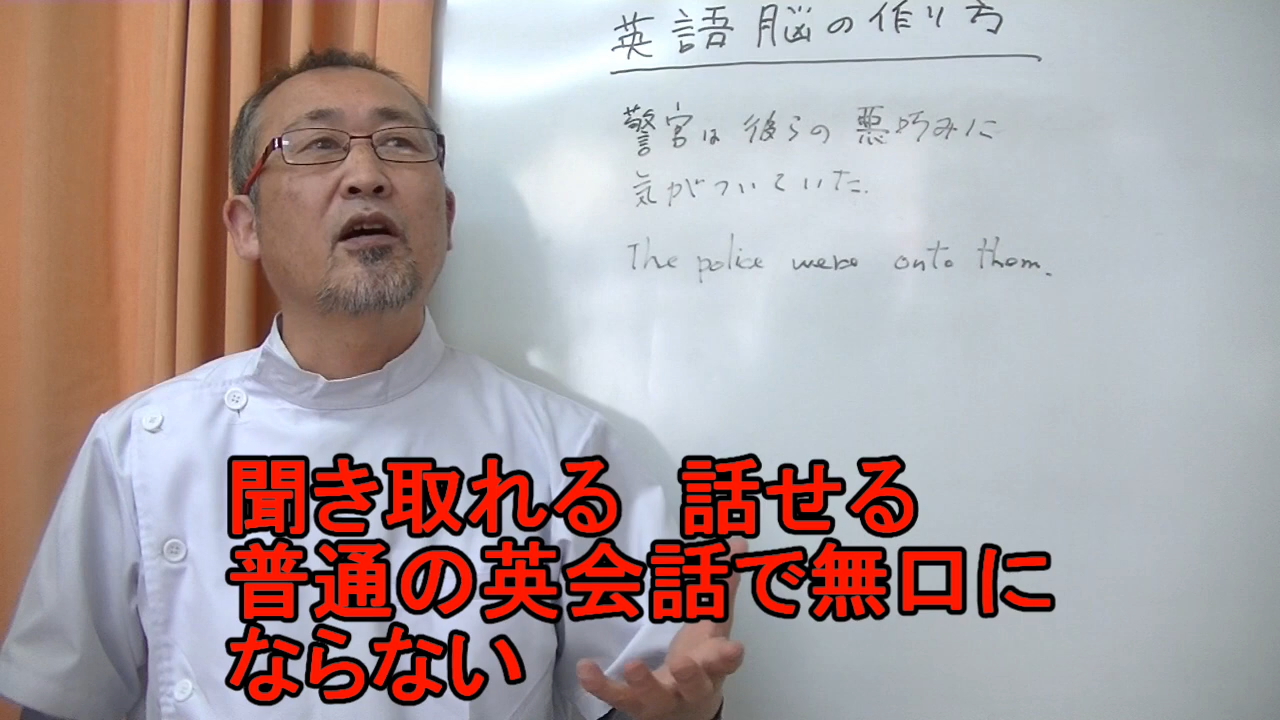 英語脳の作り方
警官は彼らの悪巧みに
気がついていた.
The police were onto them.
聞き取れる 話せる
普通の英会話で無口に
ならない